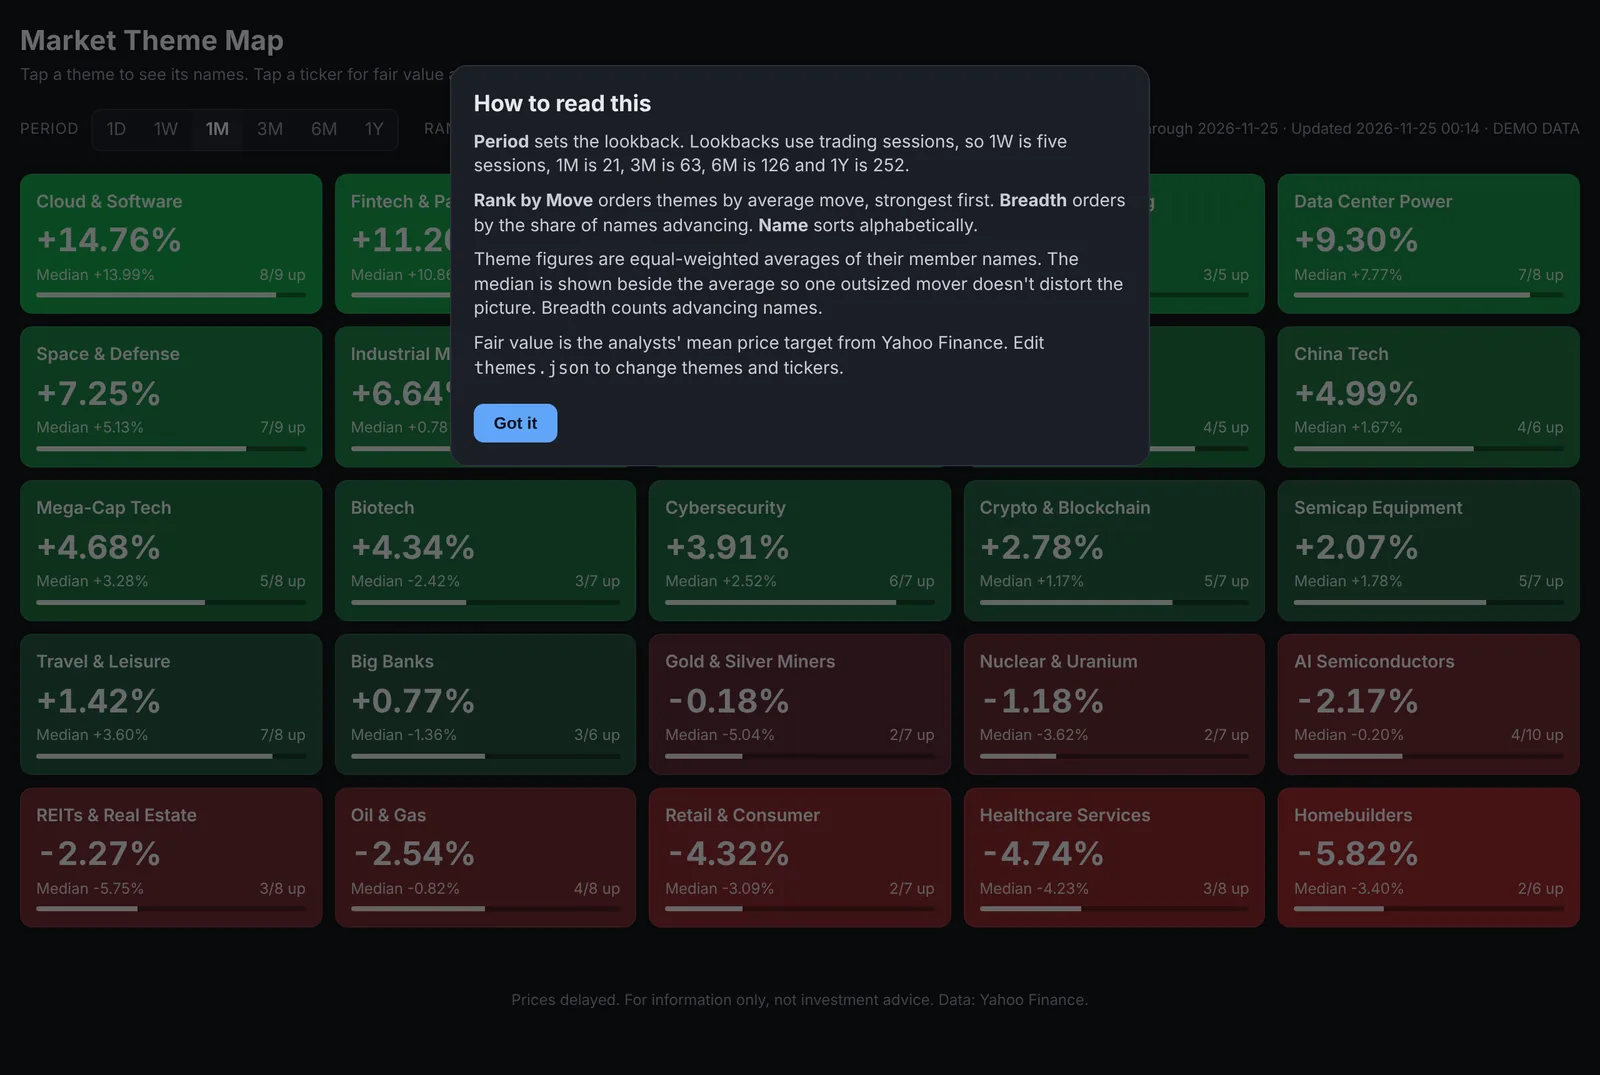 Market Theme Map
Tap a theme to see its names. Tap a ticker for fair value
PERIOD 1D 1W 1M 3M 6M 1Y
2026-11-25 · Updated 2026-11-25 00:14 · DEMO DATA
How to read this
Period sets the lookback. Lookbacks use trading sessions, so 1W is five
sessions, 1M is 21, 3M is 63, 6M is 126 and 1Y is 252.
Rank by Move orders themes by average move, strongest first. Breadth orders
by the share of names advancing. Name sorts alphabetically.
Theme figures are equal-weighted averages of their member names. The
median is shown beside the average so one outsized mover doesn't distort the
picture. Breadth counts advancing names.
Fair value is the analysts' mean price target from Yahoo Finance. Edit
themes.json to change themes and tickers.
Got it
Cloud & Software
+14.76%
Median +13.99% 8/9 up
Fintech &
Median
3/5 up
Data Center Power
+9.30%
Median +7.77% 7/8 up
Space & Defense
+7.25%
Median +5.13% 7/9 up
Industrial
+6.64
Median +0.78
4/5 up
China Tech
+4.99%
Median +1.67% 4/6 up
Mega-Cap Tech
+4.68%
Median +3.28% 5/8 up
Biotech
+4.34%
Median -2.42% 3/7 up
Cybersecurity
+3.91%
Median +2.52% 6/7 up
Crypto & Blockchain
+2.78%
Median +1.17% 5/7 up
Semicap Equipment
+2.07%
Median +1.78% 5/7 up
Travel & Leisure
+1.42%
Median +3.60% 7/8 up
Big Banks
+0.77%
Median -1.36% 3/6 up
Gold & Silver Miners
-0.18%
Median -5.04% 2/7 up
Nuclear & Uranium
-1.18%
Median -3.62% 2/7 up
AI Semiconductors
-2.17%
Median -0.20% 4/10 up
REITs & Real Estate
-2.27%
Median -5.75% 3/8 up
Oil & Gas
-2.54%
Median -0.82% 4/8 up
Retail & Consumer
-4.32%
Median -3.09% 2/7 up
Healthcare Services
-4.74%
Median -4.23% 3/8 up
Homebuilders
-5.82%
Median -3.40% 2/6 up
Prices delayed. For information only, not investment advice. Data: Yahoo Finance.